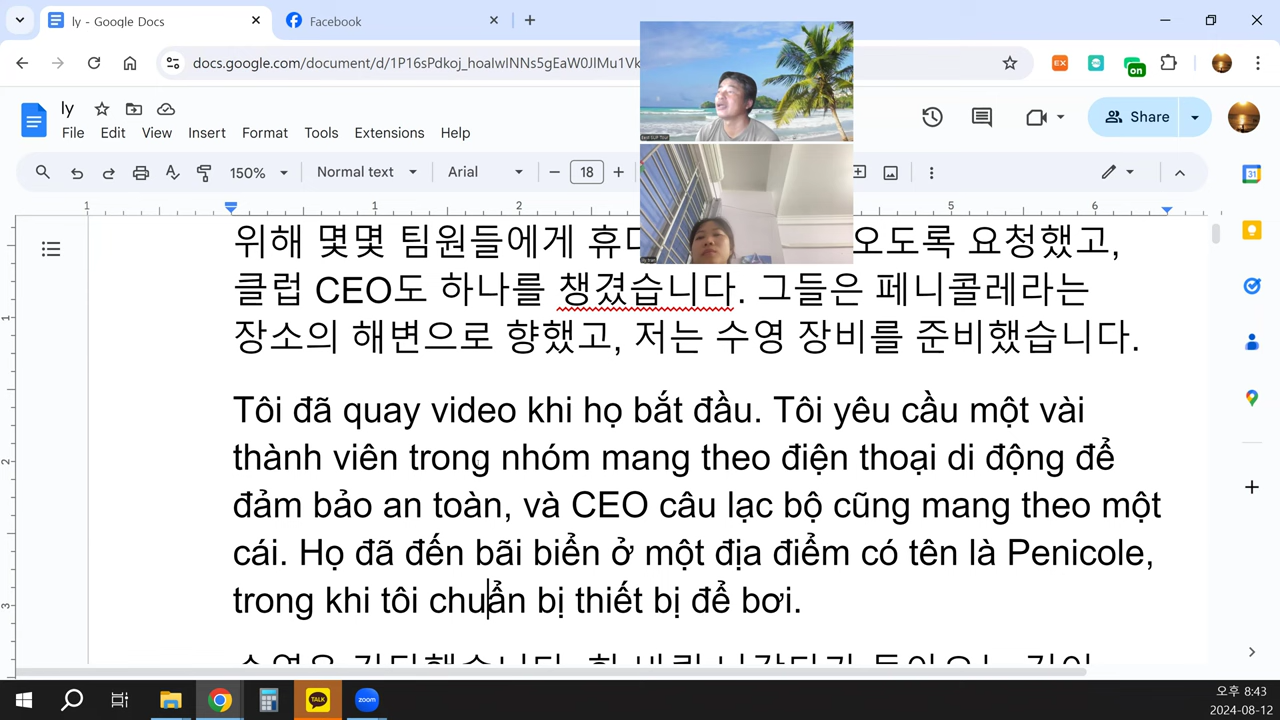 ly - Google Docs
Facebook
docs.google.com/document/d/1P16sPdkoj_hoaIwINNs5gEaW0JlMu1Vk
ly
File Edit View Insert Format Tools Extensions Help
Share
150% Normal text Arial 18
1 1 2 5 6
위해 몇몇 팀원들에게 오도록 요청했고,
클럽 CEO도 하나를 챙겼습니다. 그들은 페니콜레라는
장소의 해변으로 향했고, 저는 수영 장비를 준비했습니다.
Tôi đã quay video khi họ bắt đầu. Tôi yêu cầu một vài
thành viên trong nhóm mang theo điện thoại di động để
đảm bảo an toàn, và CEO câu lạc bộ cũng mang theo một
cái. Họ đã đến bãi biển ở một địa điểm có tên là Penicole,
trong khi tôi chuẩn bị thiết bị để bơi.
오후 8:43
2024-08-12